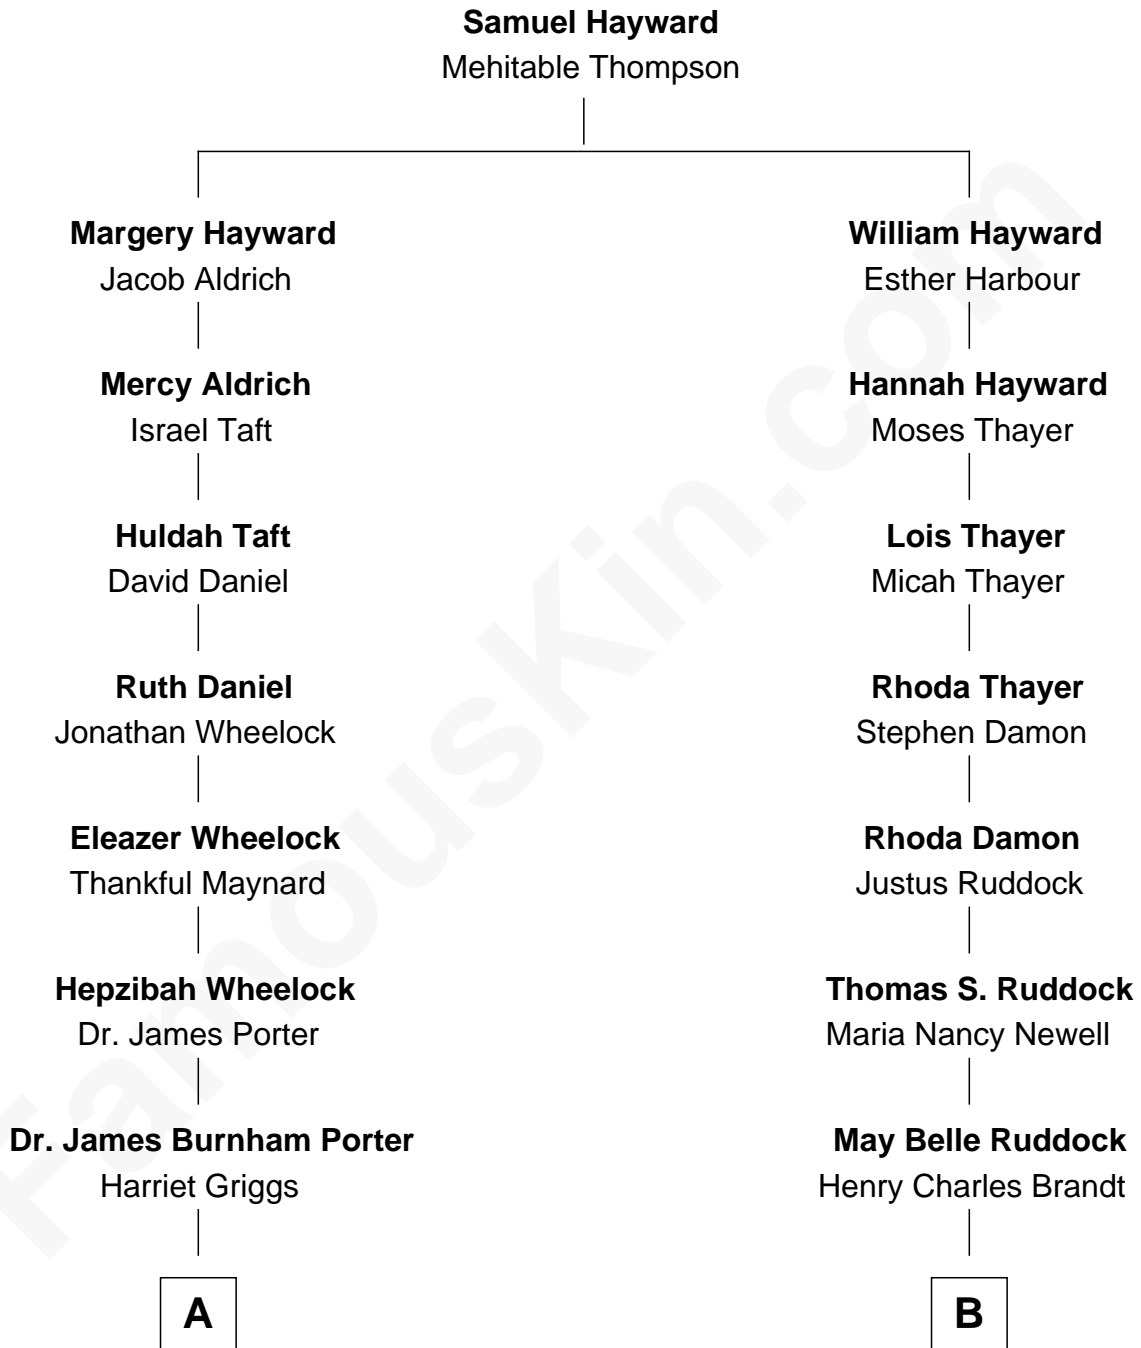 Samuel Hayward
Mehitable Thompson
Margery Hayward
Jacob Aldrich
William Hayward
Esther Harbour
Mercy Aldrich
Israel Taft
Hannah Hayward
Moses Thayer
Huldah Taft
David Daniel
Lois Thayer
Micah Thayer
Ruth Daniel
Jonathan Wheelock
Rhoda Thayer
Stephen Damon
Eleazer Wheelock
Thankful Maynard
Rhoda Damon
Justus Ruddock
Hepzibah Wheelock
Dr. James Porter
Thomas S. Ruddock
Maria Nancy Newell
Dr. James Burnham Porter
Harriet Griggs
May Belle Ruddock
Henry Charles Brandt
A
B
FamousKin.com